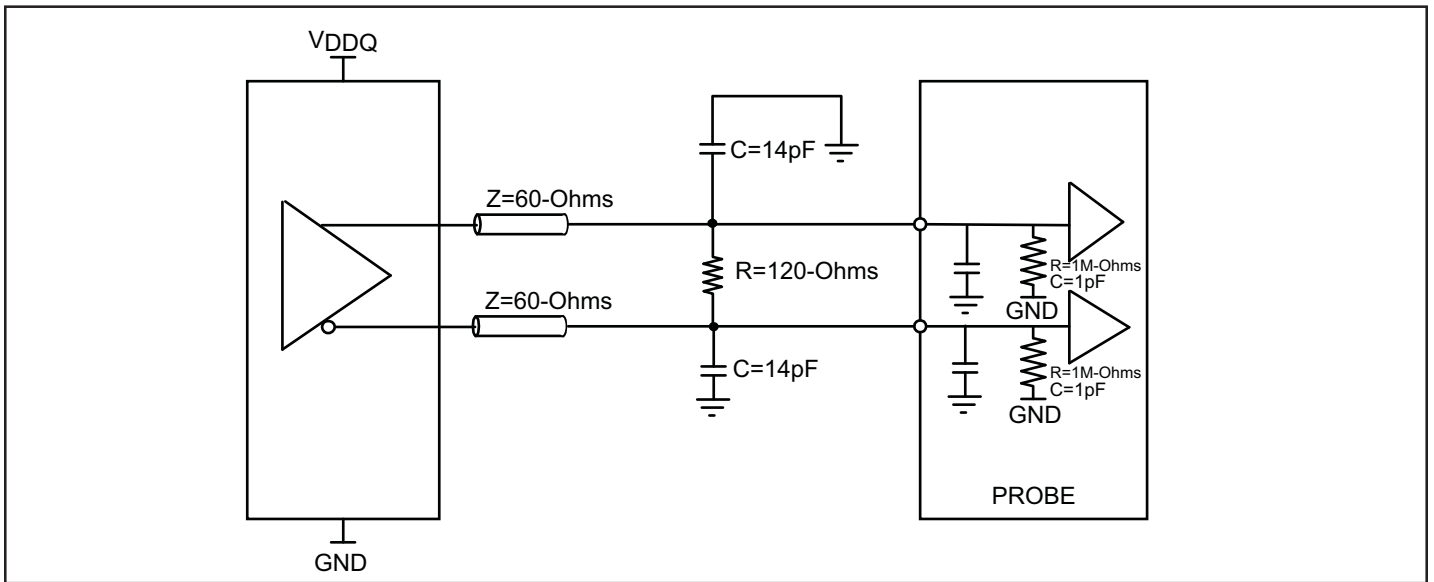 VDDQ
C=14pF
Z=60-Ohms
R=120-Ohms
R=1M-Ohms
C=1pF
GND
Z=60-Ohms
C=14pF
R=1M-Ohms
C=1pF
GND
PROBE
GND